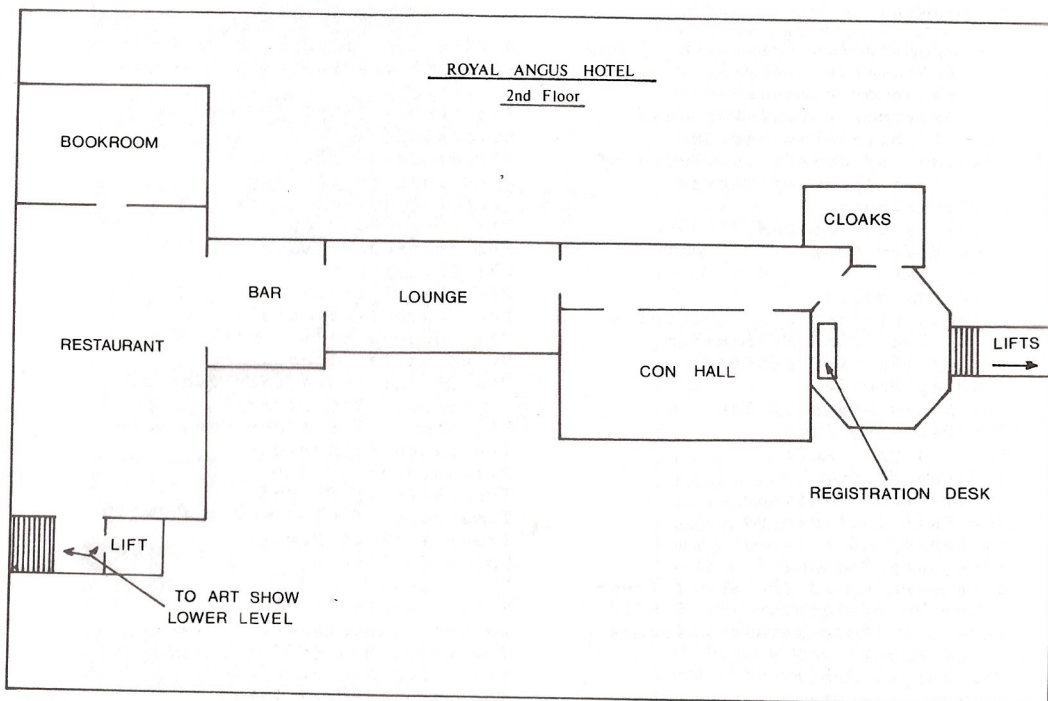 ROYAL ANGUS HOTEL
2nd Floor
BOOKROOM
CLOAKS
BAR
LOUNGE
RESTAURANT
LIFTS
CON HALL
REGISTRATION DESK
LIFT
TO ART SHOW
LOWER LEVEL